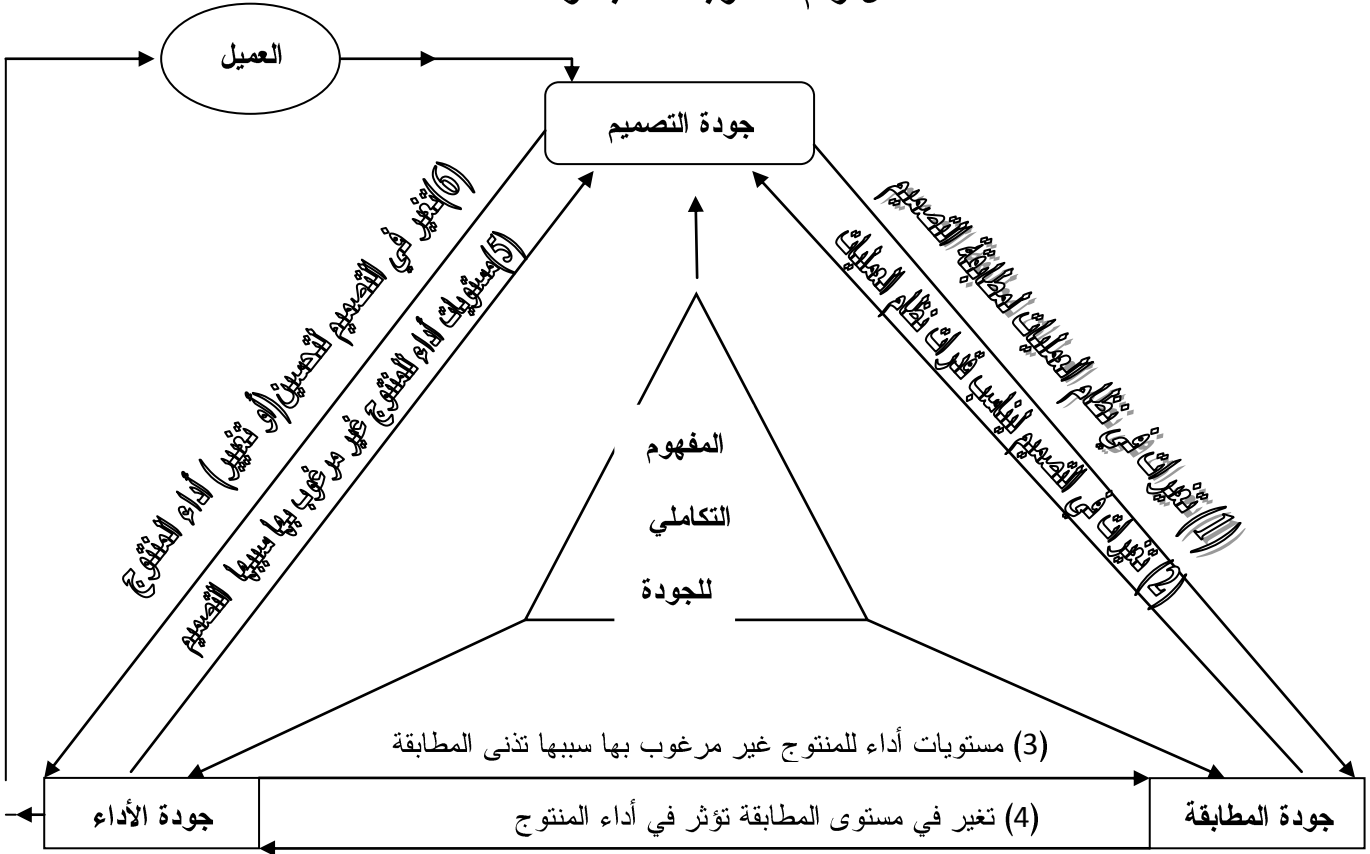 العميل
جودة التصميم
(1) تغيرات في نظام العمليات لمطابقة التصميم
(2) تغيرات في التصميم ليناسب قدرات نظام العمليات
(6) تغير في التصميم لتحسين (أو تغيير) أداء المنتوج
(5) مستويات أداء المنتوج غير مرغوب بها سببها التصميم
المفهوم
التكاملي
للجودة
(3) مستويات أداء للمنتوج غير مرغوب بها سببها تذنى المطابقة
جودة المطابقة
جودة الأداء
(4) تغير في مستوى المطابقة تؤثر في أداء المنتوج